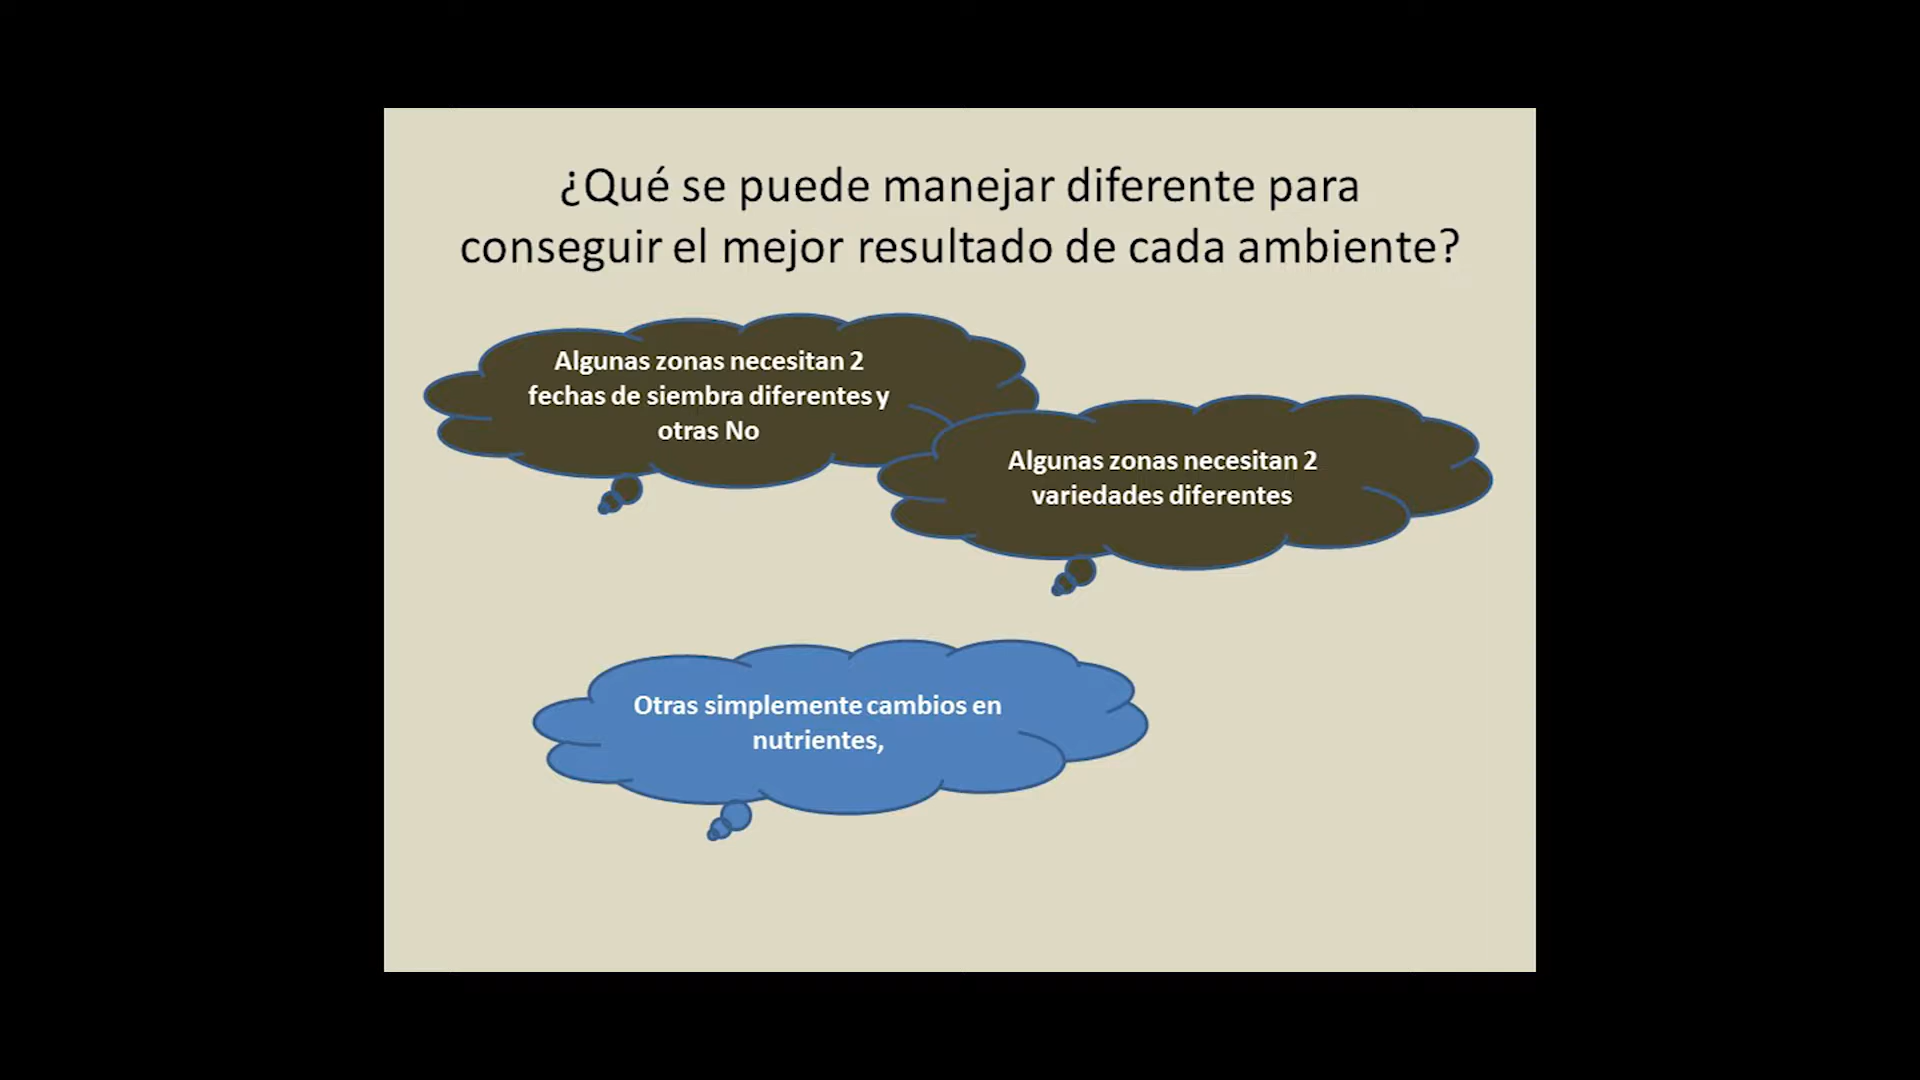 ¿Qué se puede manejar diferente para
conseguir el mejor resultado de cada ambiente?
Algunas zonas necesitan 2
fechas de siembra diferentes y
otras No
Algunas zonas necesitan 2
variedades diferentes
Otras simplemente cambios en
nutrientes,